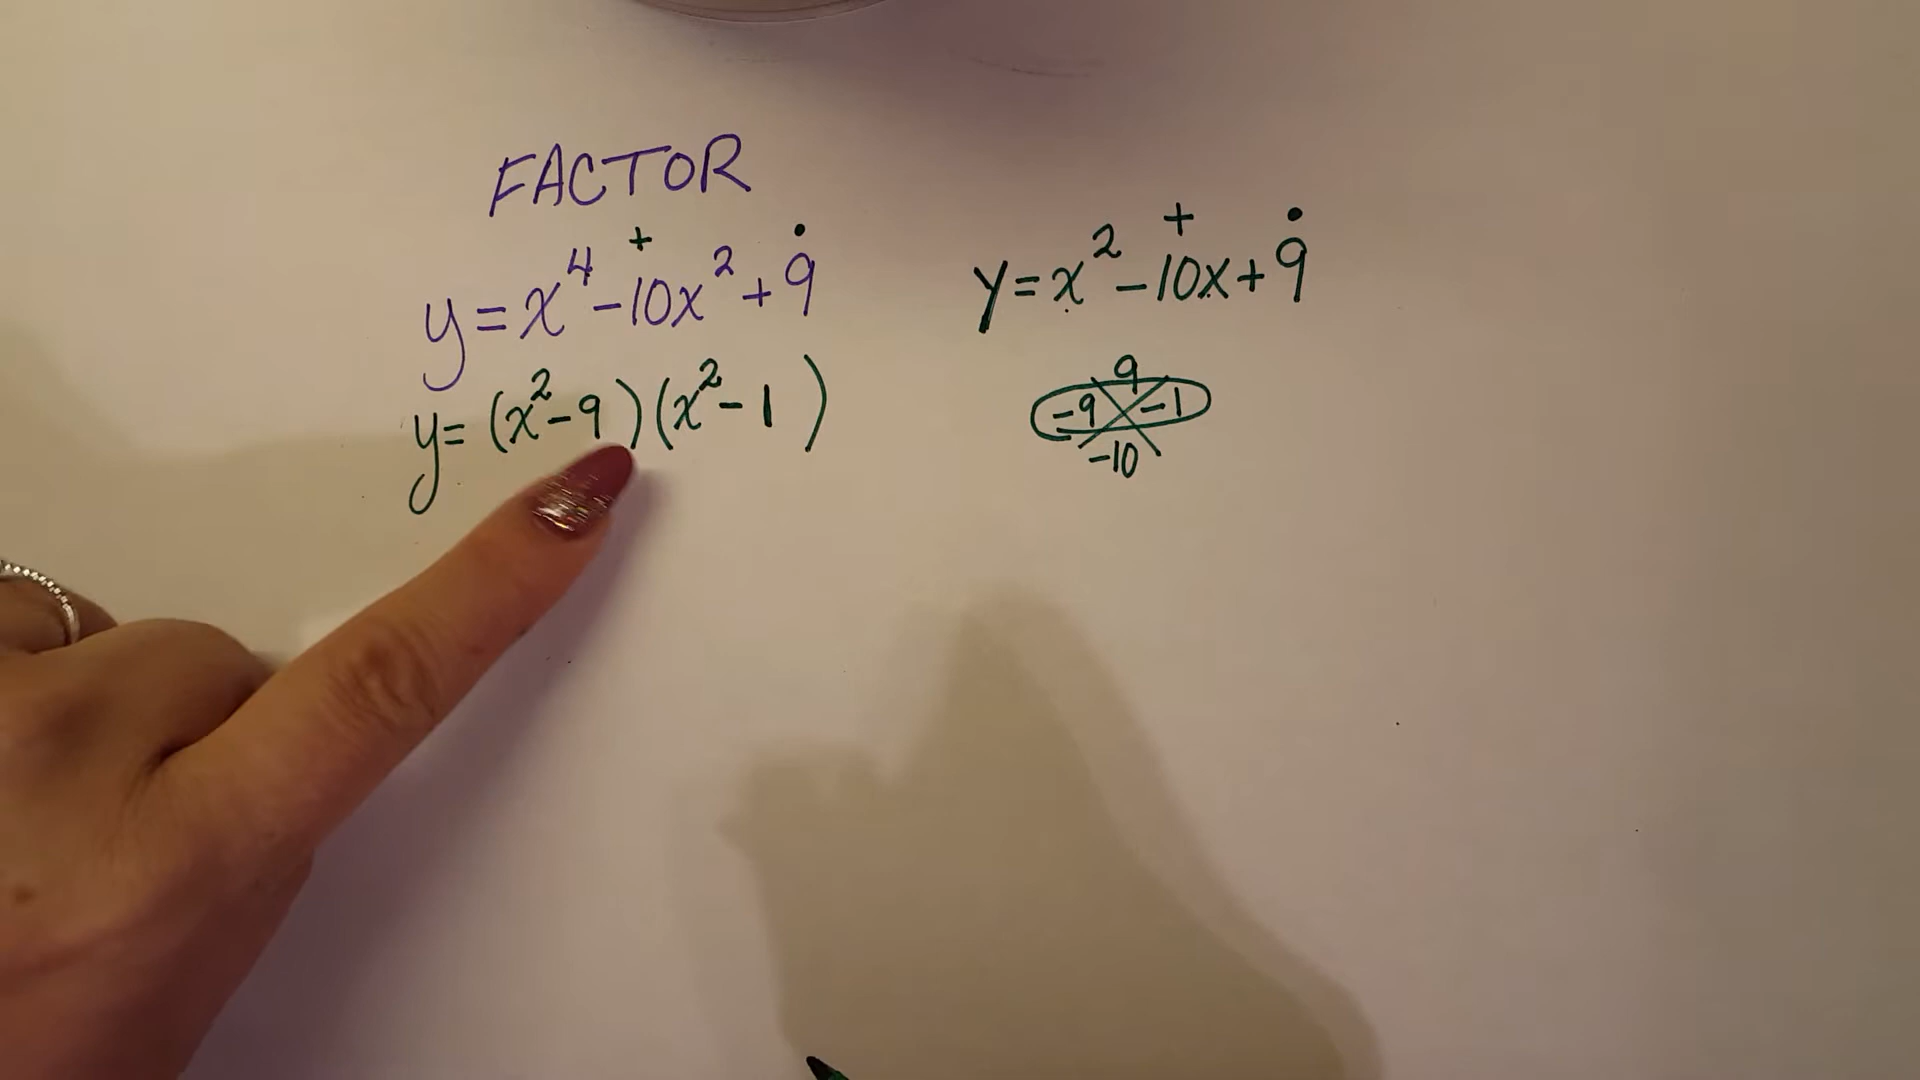 FACTOR
+ •
y=x⁴-10x²+9
y=(x²-9)(x²-1)
+ •
y=x²-10x+9
9
-9 -1
-10